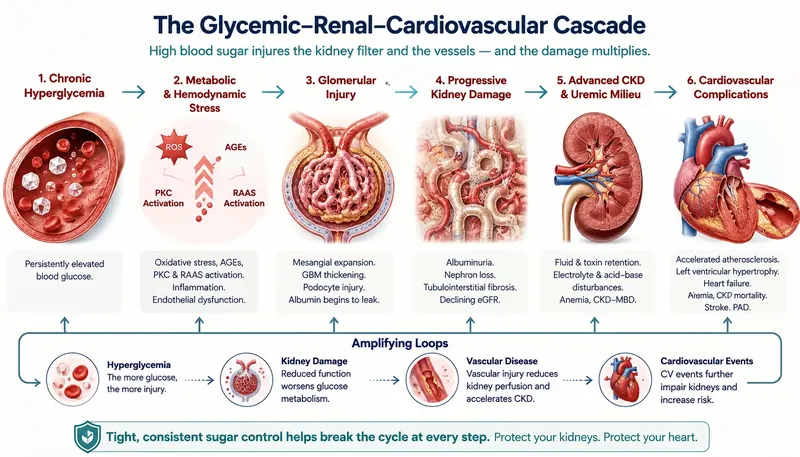 The Glycemic–Renal–Cardiovascular Cascade
High blood sugar injures the kidney filter and the vessels — and the damage multiplies.
1. Chronic
Hyperglycemia
2. Metabolic
& Hemodynamic
Stress
3. Glomerular
Injury
4. Progressive
Kidney Damage
5. Advanced CKD
& Uremic Milieu
6. Cardiovascular
Complications
ROS
AGEs
PKC
Activation
RAAS
Activation
Persistently elevated
blood glucose.
Oxidative stress, AGEs,
PKC & RAAS activation.
Inflammation.
Endothelial dysfunction.
Mesangial expansion.
GBM thickening.
Podocyte injury.
Albumin begins to leak.
Albuminuria.
Nephron loss.
Tubulointerstitial fibrosis.
Declining eGFR.
Fluid & toxin retention.
Electrolyte & acid–base
disturbances.
Anemia, CKD–MBD.
Accelerated atherosclerosis.
Left ventricular hypertrophy.
Heart failure.
CKD mortality.
Stroke. PAD.
Amplifying Loops
Hyperglycemia
The more glucose,
the more injury.
Kidney Damage
Reduced function
worsens glucose
metabolism.
Vascular Disease
Vascular injury reduces
kidney perfusion and
accelerates CKD.
Cardiovascular Events
CV events further
impair kidneys and
increase risk.
Tight, consistent sugar control helps break the cycle at every step. Protect your kidneys. Protect your heart.